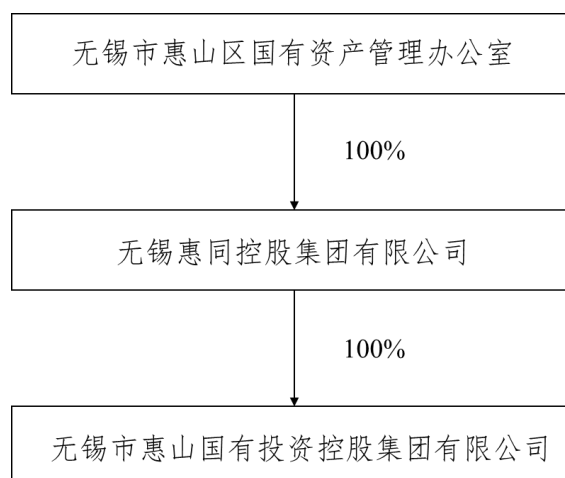 无锡市惠山区国有资产管理办公室
100%
无锡惠同控股集团有限公司
100%
无锡市惠山国有投资控股集团有限公司